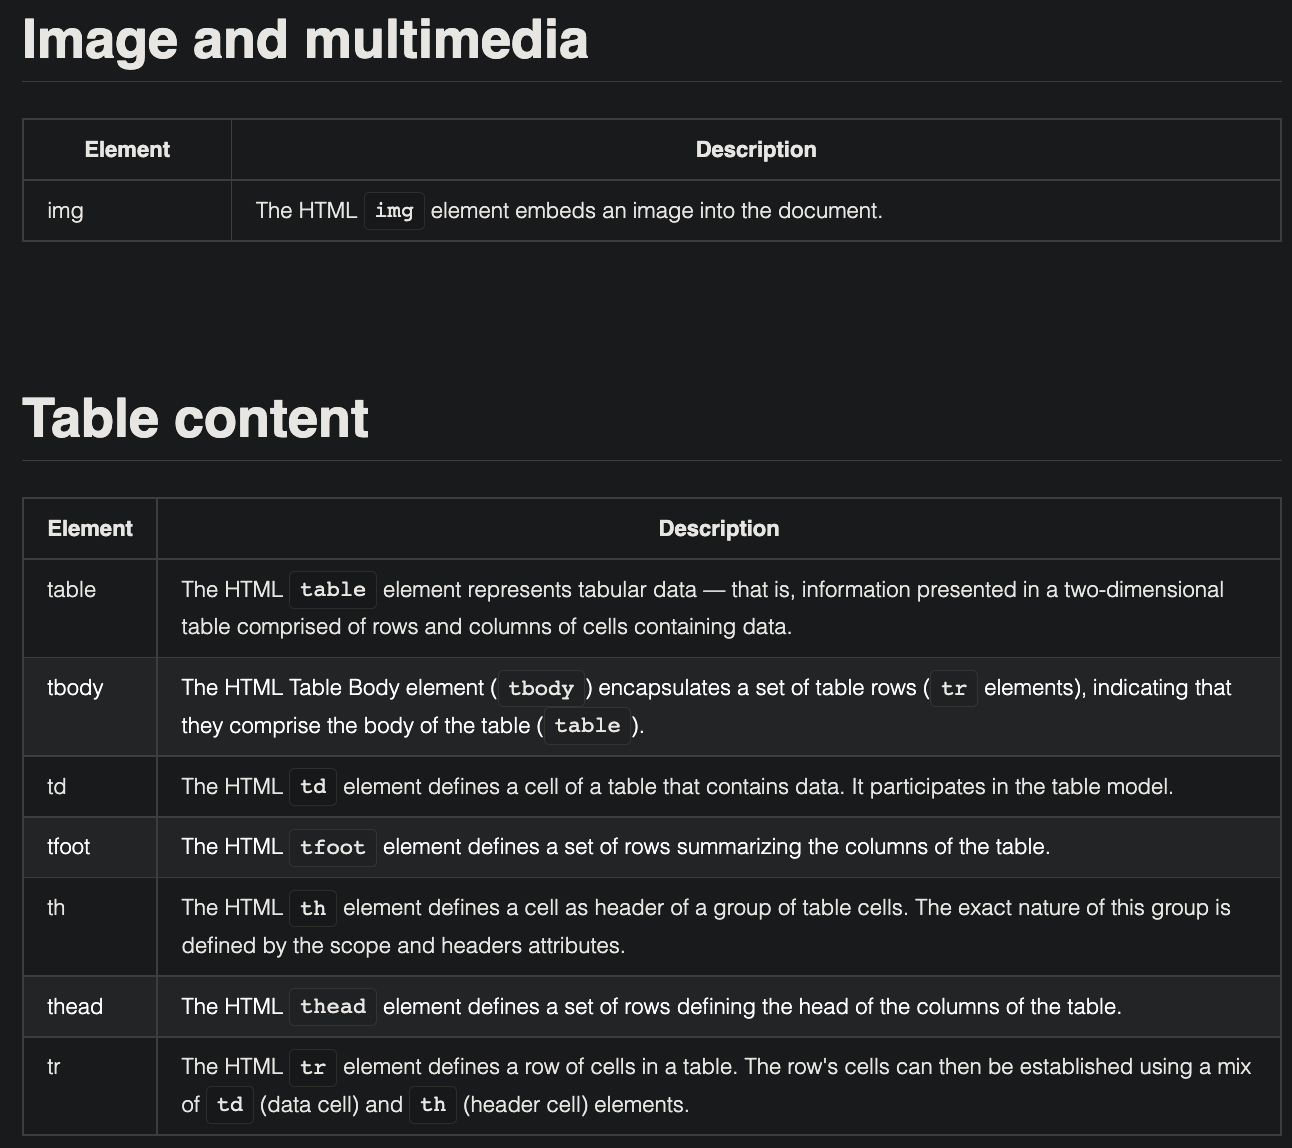 Image and multimedia
Element Description
img The HTML img element embeds an image into the document.
Table content
Element Description
table The HTML table element represents tabular data — that is, information presented in a two-dimensional
table comprised of rows and columns of cells containing data.
tbody The HTML Table Body element ( tbody ) encapsulates a set of table rows ( tr elements), indicating that
they comprise the body of the table ( table ).
td The HTML td element defines a cell of a table that contains data. It participates in the table model.
tfoot The HTML tfoot element defines a set of rows summarizing the columns of the table.
th The HTML th element defines a cell as header of a group of table cells. The exact nature of this group is
defined by the scope and headers attributes.
thead The HTML thead element defines a set of rows defining the head of the columns of the table.
tr The HTML tr element defines a row of cells in a table. The row's cells can then be established using a mix
of td (data cell) and th (header cell) elements.